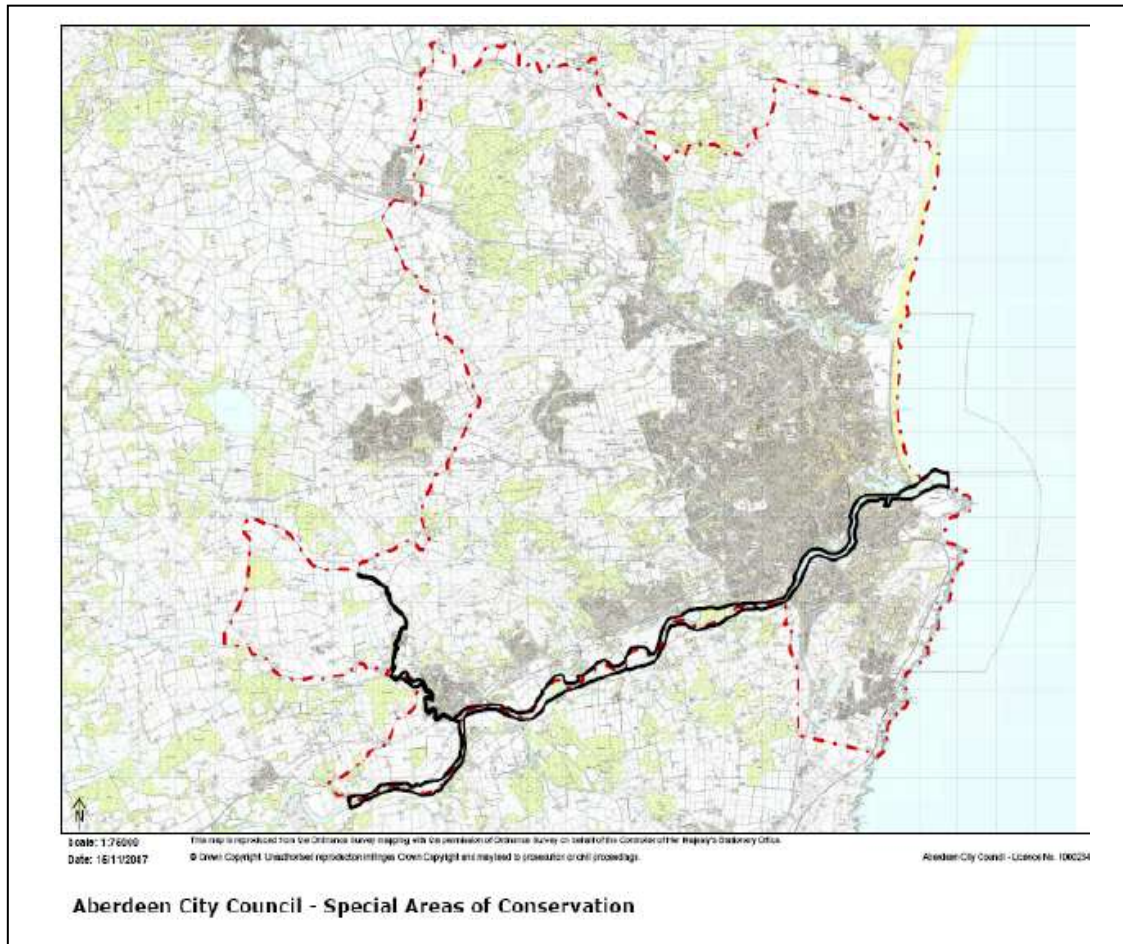 N
Scale: 1:75000
This map is reproduced from the Ordnance Survey mapping with the permission of Ordnance Survey on behalf of the Controller of Her Majesty's Stationery Office.
Date: 15/11/2007
© Crown Copyright. Unauthorised reproduction infringes Crown Copyright and may lead to prosecution or civil proceedings.
Aberdeen City Council - Licence No.
Aberdeen City Council - Special Areas of Conservation